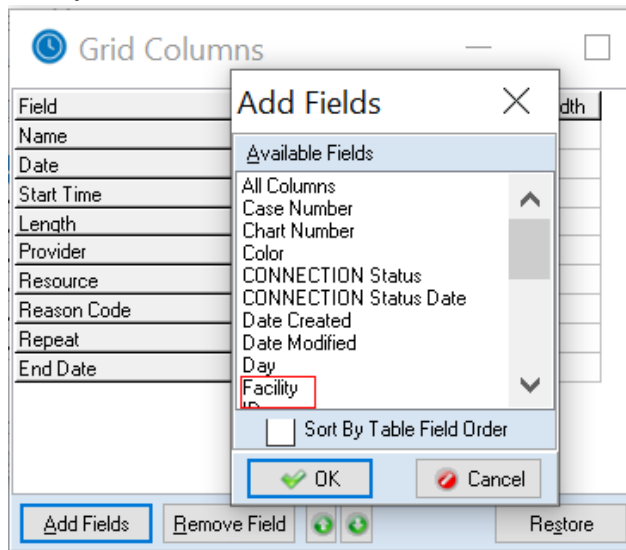 Grid Columns
Field
dth
Name
Date
Start Time
Length
Provider
Resource
Reason Code
Repeat
End Date
Add Fields
Available Fields
All Columns
Case Number
Chart Number
Color
CONNECTION Status
CONNECTION Status Date
Date Created
Date Modified
Day
Facility
ID
Sort By Table Field Order
OK
Cancel
Add Fields
Remove Field
Restore